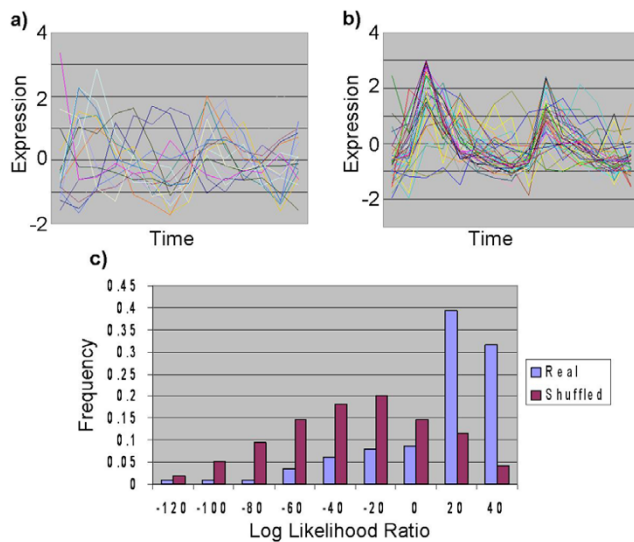 a)
b)
4
2
0
-2
Expression
Time
4
2
0
-2
Expression
Time
c)
0.45
0.4
0.35
0.3
0.25
0.2
0.15
0.1
0.05
0
Frequency
-120 -100 -80 -60 -40 -20 0 20 40
Log Likelihood Ratio
Real
Shuffled